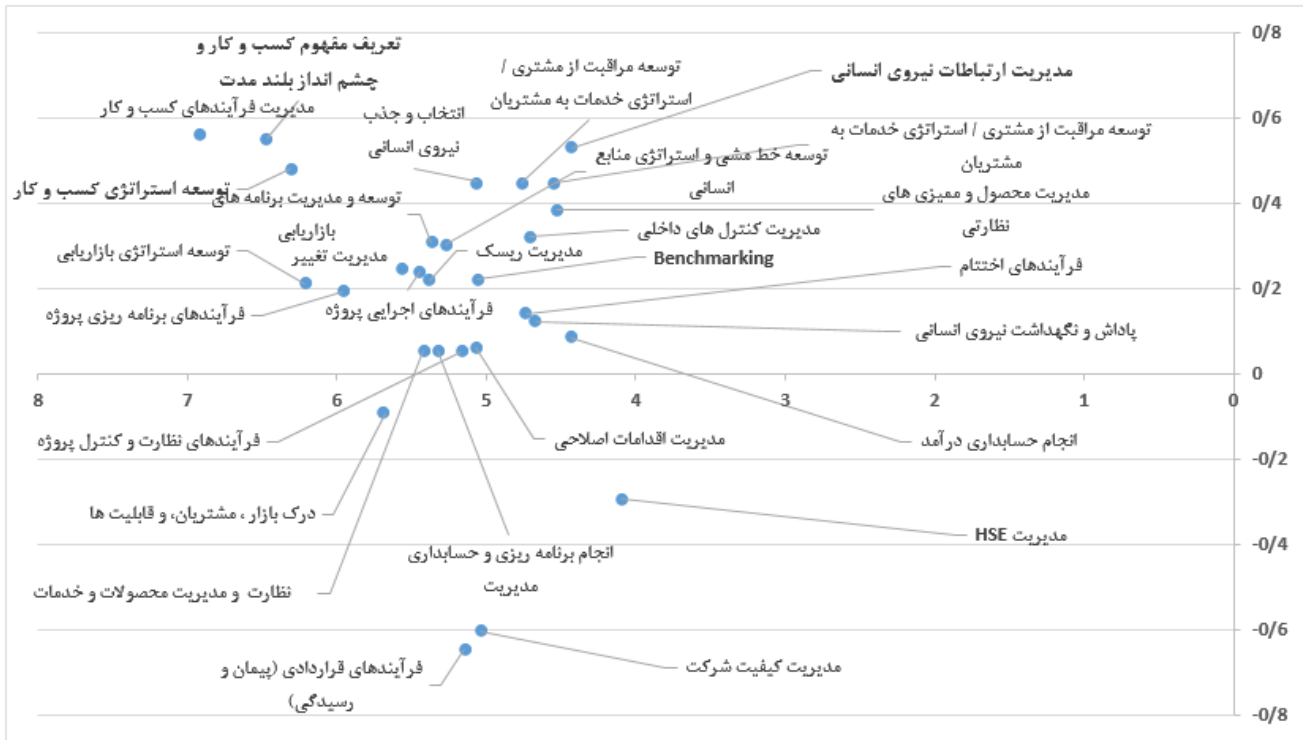 0/8
0/6
0/4
0/2
0
-0/2
-0/4
-0/6
-0/8
0
1
2
3
4
5
6
7
8
تعریف مفهوم کسب و کار و
چشم انداز بلند مدت
مدیریت فرآیندهای کسب و کار
توسعه استراتژی کسب و کار
انتخاب و جذب
نیروی انسانی
توسعه مراقبت از مشتری /
استراتژی خدمات به مشتریان
مدیریت ارتباطات نیروی انسانی
توسعه مراقبت از مشتری / استراتژی خدمات به
مشتریان
توسعه خط مشی و استراتژی منابع
انسانی
مدیریت محصول و ممیزی های
نظارتی
توسعه و مدیریت برنامه های
بازاریابی
مدیریت کنترل های داخلی
مدیریت تغییر
مدیریت ریسک
Benchmarking
توسعه استراتژی بازاریابی
فرآیندهای اختتام
فرآیندهای برنامه ریزی پروژه
فرآیندهای اجرایی پروژه
پاداش و نگهداشت نیروی انسانی
فرآیندهای نظارت و کنترل پروژه
مدیریت اقدامات اصلاحی
انجام حسابداری درآمد
درک بازار ، مشتریان، و قابلیت ها
مدیریت HSE
انجام برنامه ریزی و حسابداری
مدیریت
نظارت و مدیریت محصولات و خدمات
فرآیندهای قراردادی (پیمان و
رسیدگی)
مدیریت کیفیت شرکت